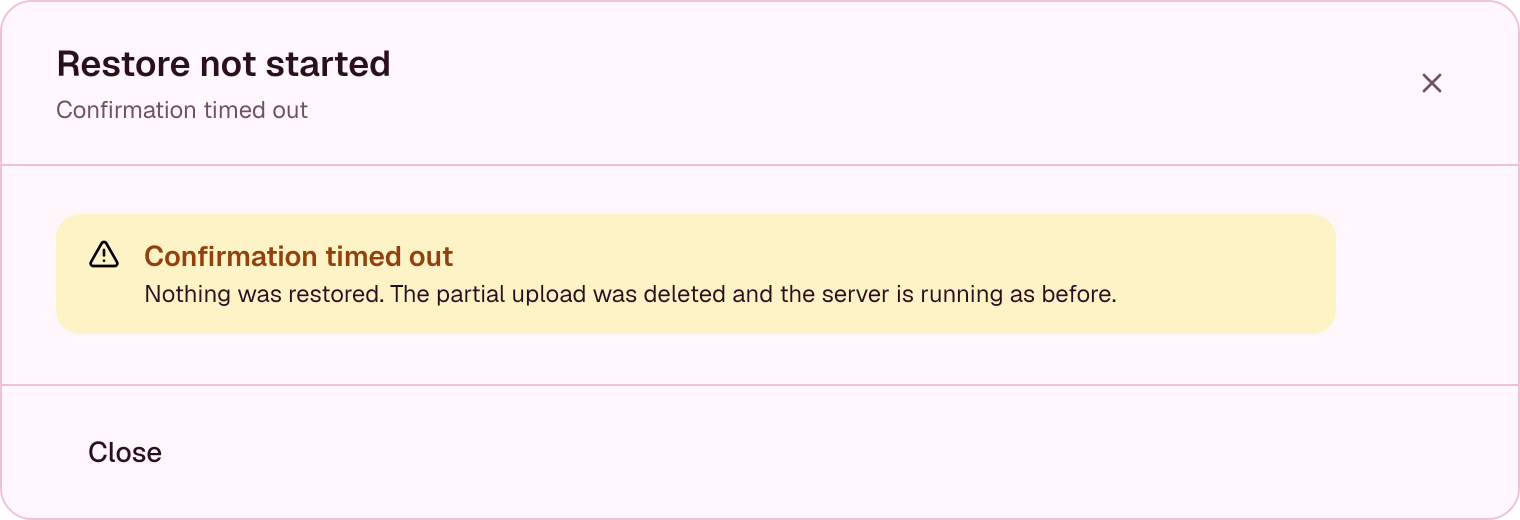 Restore not started
Confirmation timed out
Confirmation timed out
Nothing was restored. The partial upload was deleted and the server is running as before.
Close